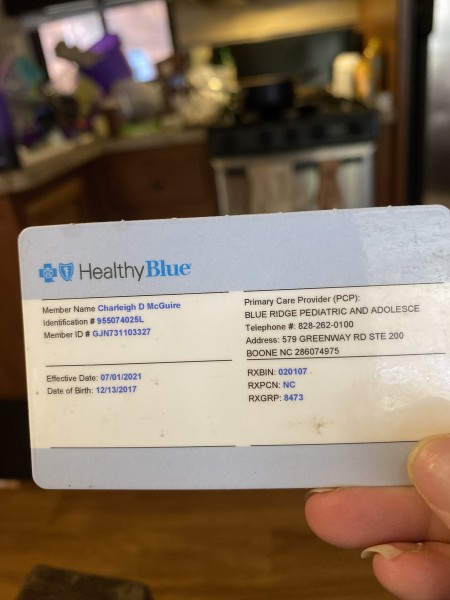 Healthy Blue
Member Name Charleigh D McGuire
Identification # 955074025L
Member ID # GJN731103327
Effective Date: 07/01/2021
Date of Birth: 12/13/2017
Primary Care Provider (PCP):
BLUE RIDGE PEDIATRIC AND ADOLESCE
Telephone #: 828-262-0100
Address: 579 GREENWAY RD STE 200
BOONE NC 286074975
RXBIN: 020107
RXPCN: NC
RXGRP: 8473